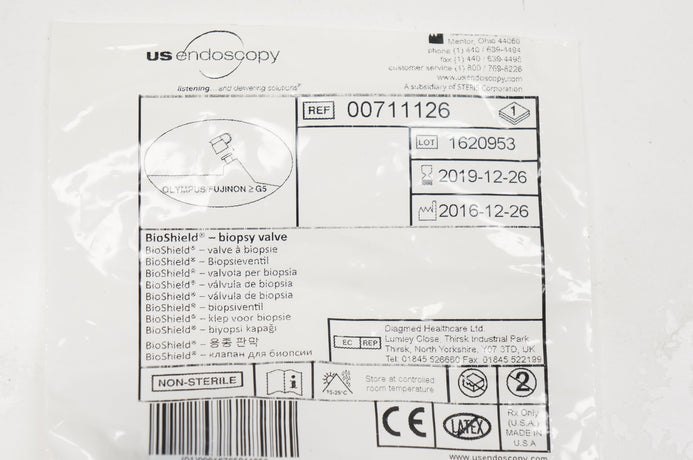 us endoscopy
listening... and delivering solutions®
Mentor, Ohio 44060
phone (1) 440 / 639-4494
fax (1) 440 / 639-4495
customer service (1) 800 / 769-8226
www.usendoscopy.com
A subsidiary of STERIS Corporation
REF 00711126
1
LOT 1620953
2019-12-26
2016-12-26
OLYMPUS FUJINON ≥ G5
BioShield® – biopsy valve
BioShield® – valve à biopsie
BioShield® – Biopsieventil
BioShield® – valvola per biopsia
BioShield® – válvula de biopsia
BioShield® – válvula de biopsia
BioShield® – biopsiventil
BioShield® – klep voor biopsie
BioShield® – biyopsi kapağı
BioShield® – 용종 판막
BioShield® – клапан для биопсии
EC REP
Diagmed Healthcare Ltd.
Lumley Close Thirsk Industrial Park
Thirsk, North Yorkshire, Y07 3TD, UK
Tel. 01845 526660 Fax. 01845 522199
NON-STERILE
15-25°C
Store at controlled
room temperature
2
CE
LATEX
Rx Only
(U.S.A.)
MADE IN
U.S.A
www.usendoscopy.com